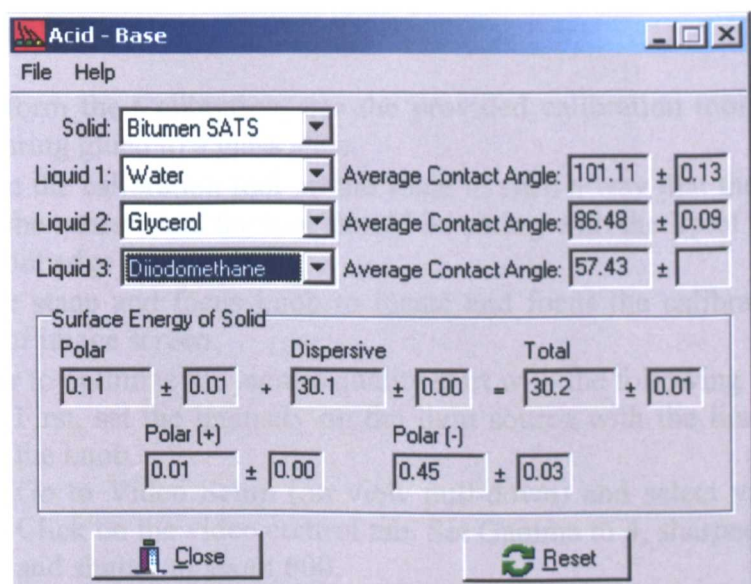 Acid - Base
File Help
Solid: Bitumen SATS
Liquid 1: Water Average Contact Angle: 101.11 ± 0.13
Liquid 2: Glycerol Average Contact Angle: 86.48 ± 0.09
Liquid 3: Diiodomethane Average Contact Angle: 57.43 ±
Surface Energy of Solid
Polar Dispersive Total
0.11 ± 0.01 + 30.1 ± 0.00 = 30.2 ± 0.01
Polar (+) Polar (-)
0.01 ± 0.00 0.45 ± 0.03
Close Reset